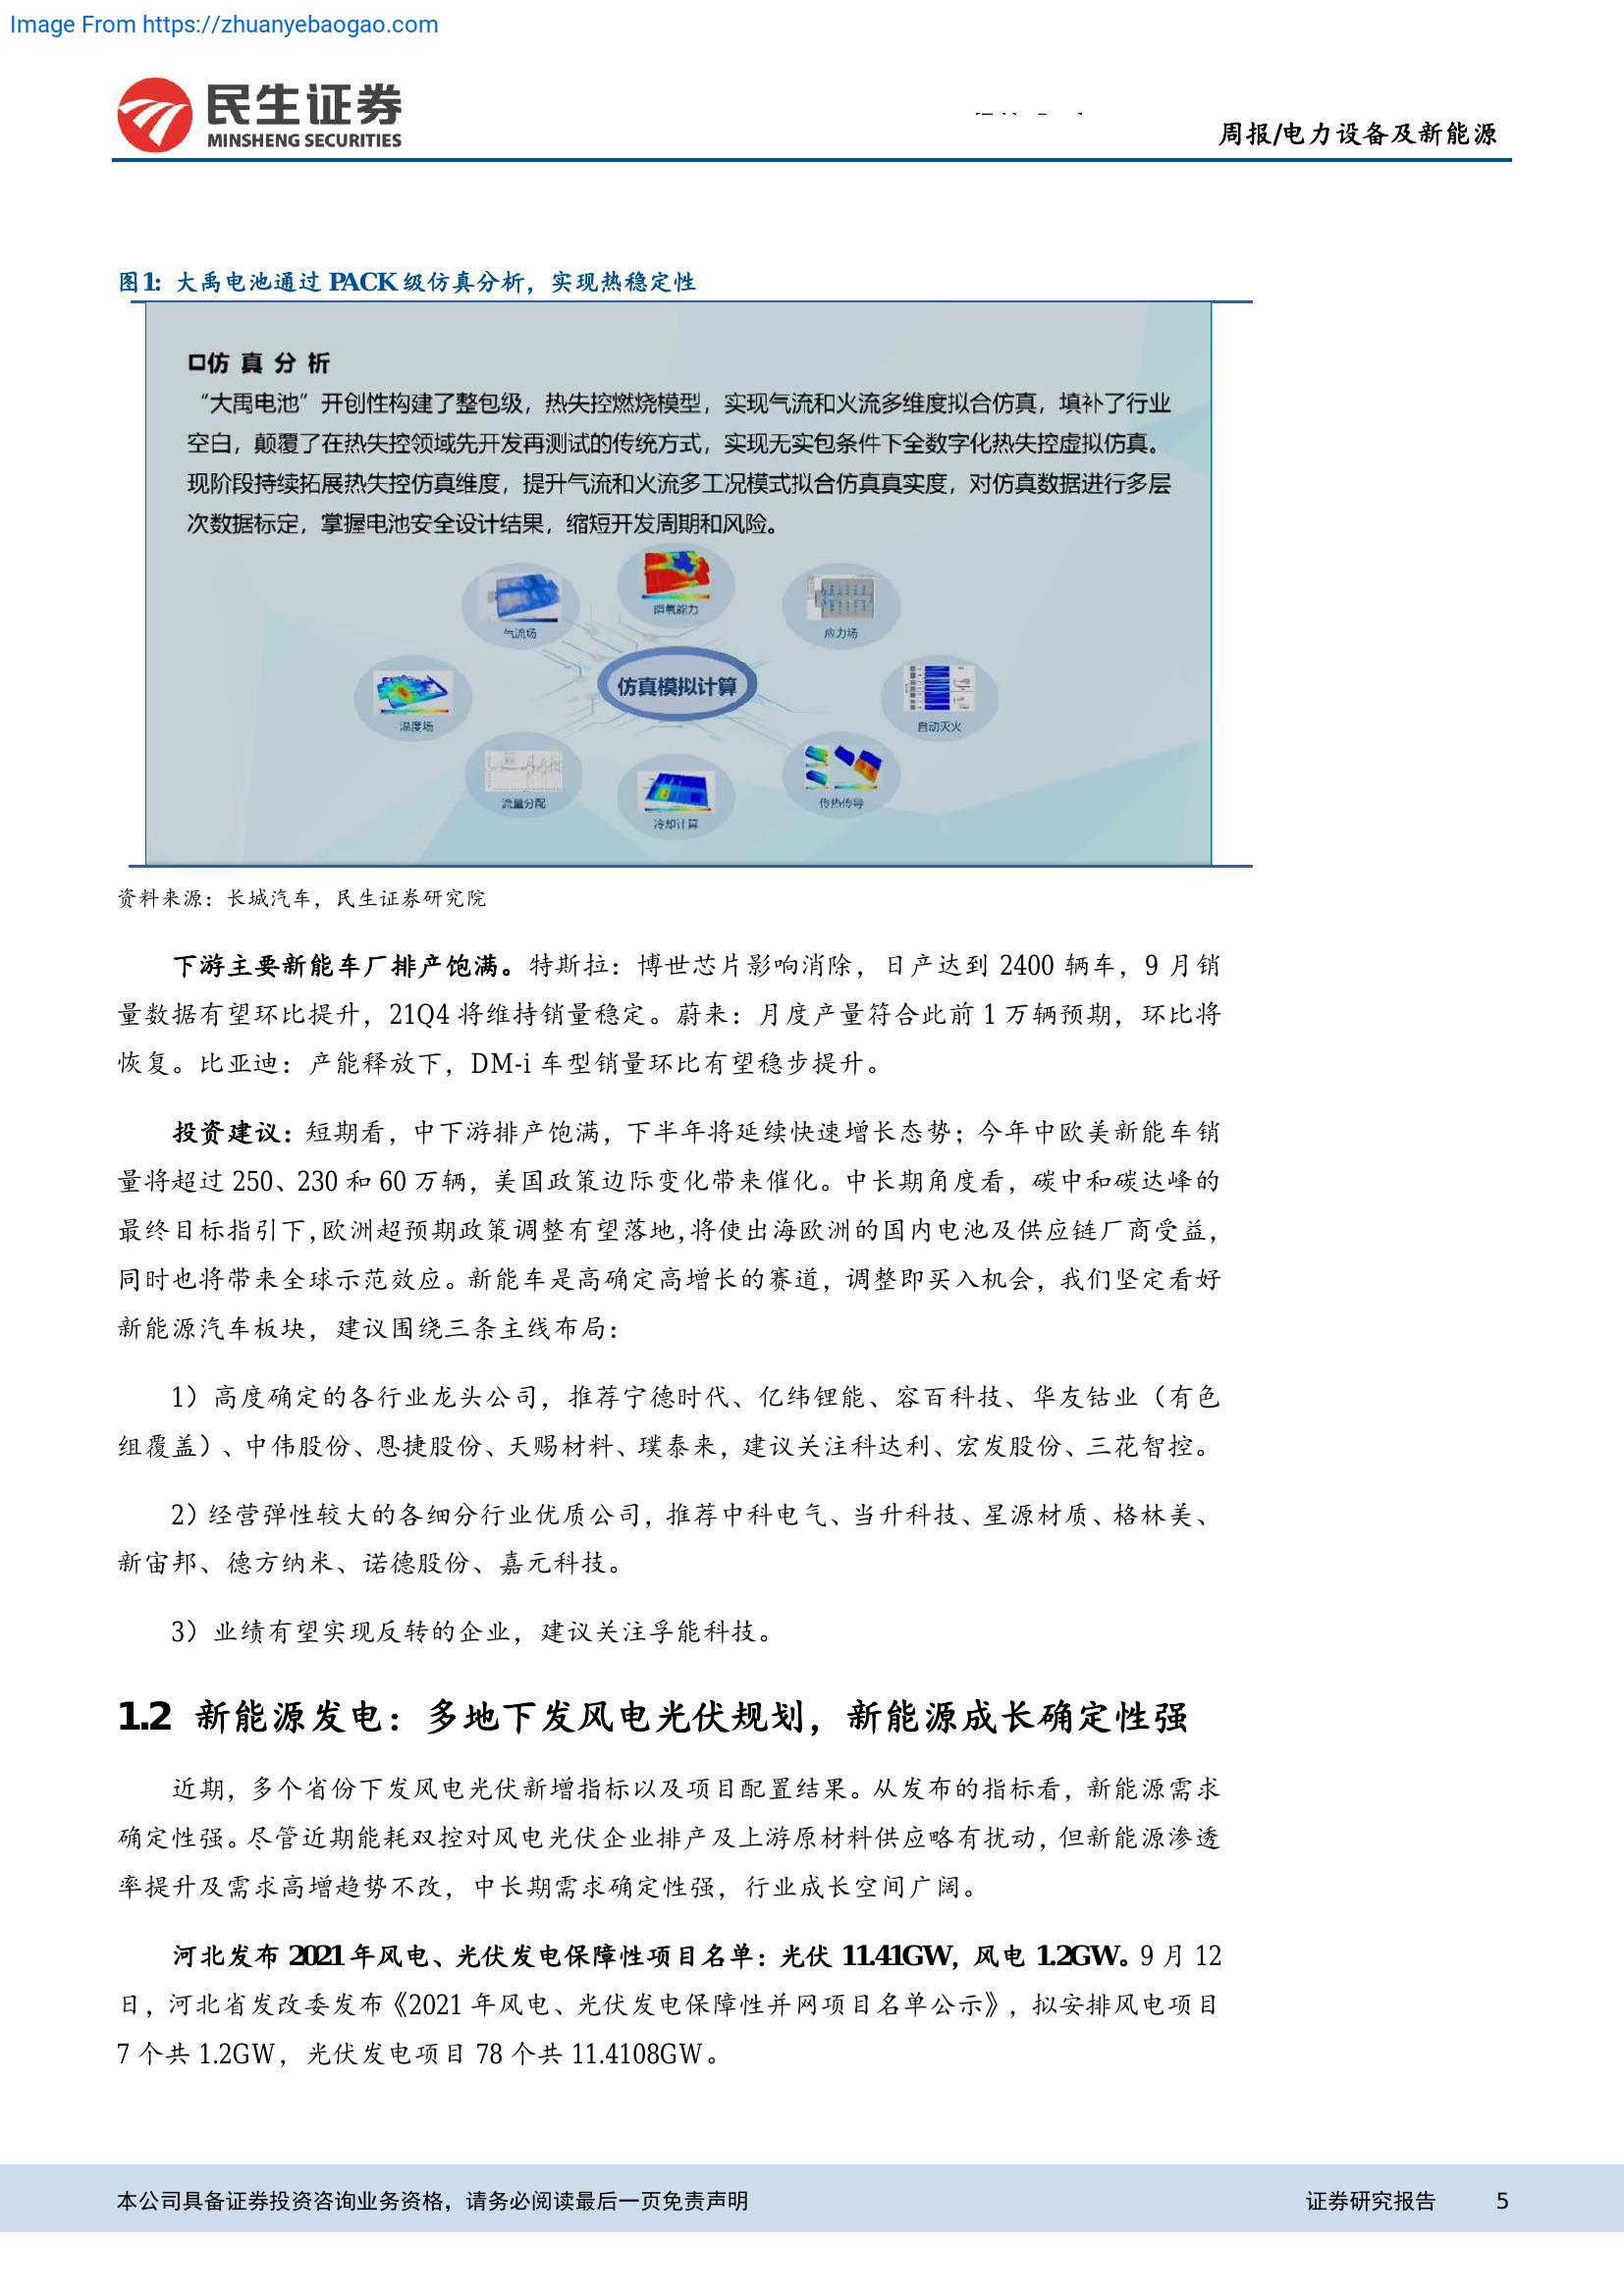 Image From https://zhuanyebaogao.com
民生证券
MINSHENG SECURITIES
周报/电力设备及新能源
图1：大禹电池通过 PACK 级仿真分析，实现热稳定性
仿 真 分 析
“大禹电池”开创性构建了整包级，热失控燃烧模型，实现气流和火流多维度拟合仿真，填补了行业
空白，颠覆了在热失控领域先开发再测试的传统方式，实现无实包条件下全数字化热失控虚拟仿真。
现阶段持续拓展热失控仿真维度，提升气流和火流多工况模式拟合仿真真实度，对仿真数据进行多层
次数据标定，掌握电池安全设计结果，缩短开发周期和风险。
气流场
阻氧能力
应力场
温度场
仿真模拟计算
自动灭火
流量分配
冷却计算
传热传导
资料来源：长城汽车，民生证券研究院
下游主要新能车厂排产饱满。特斯拉：博世芯片影响消除，日产达到 2400 辆车，9 月销
量数据有望环比提升，21Q4 将维持销量稳定。蔚来：月度产量符合此前 1 万辆预期，环比将
恢复。比亚迪：产能释放下，DM-i 车型销量环比有望稳步提升。
投资建议：短期看，中下游排产饱满，下半年将延续快速增长态势；今年中欧美新能车销
量将超过 250、230 和 60 万辆，美国政策边际变化带来催化。中长期角度看，碳中和碳达峰的
最终目标指引下，欧洲超预期政策调整有望落地，将使出海欧洲的国内电池及供应链厂商受益，
同时也将带来全球示范效应。新能车是高确定高增长的赛道，调整即买入机会，我们坚定看好
新能源汽车板块，建议围绕三条主线布局：
1）高度确定的各行业龙头公司，推荐宁德时代、亿纬锂能、容百科技、华友钴业（有色
组覆盖）、中伟股份、恩捷股份、天赐材料、璞泰来，建议关注科达利、宏发股份、三花智控。
2）经营弹性较大的各细分行业优质公司，推荐中科电气、当升科技、星源材质、格林美、
新宙邦、德方纳米、诺德股份、嘉元科技。
3）业绩有望实现反转的企业，建议关注孚能科技。
1.2 新能源发电：多地下发风电光伏规划，新能源成长确定性强
近期，多个省份下发风电光伏新增指标以及项目配置结果。从发布的指标看，新能源需求
确定性强。尽管近期能耗双控对风电光伏企业排产及上游原材料供应略有扰动，但新能源渗透
率提升及需求高增趋势不改，中长期需求确定性强，行业成长空间广阔。
河北发布 2021 年风电、光伏发电保障性项目名单：光伏 11.41GW，风电 1.2GW。9 月 12
日，河北省发改委发布《2021 年风电、光伏发电保障性并网项目名单公示》，拟安排风电项目
7 个共 1.2GW，光伏发电项目 78 个共 11.4108GW。
本公司具备证券投资咨询业务资格，请务必阅读最后一页免责声明
证券研究报告 5